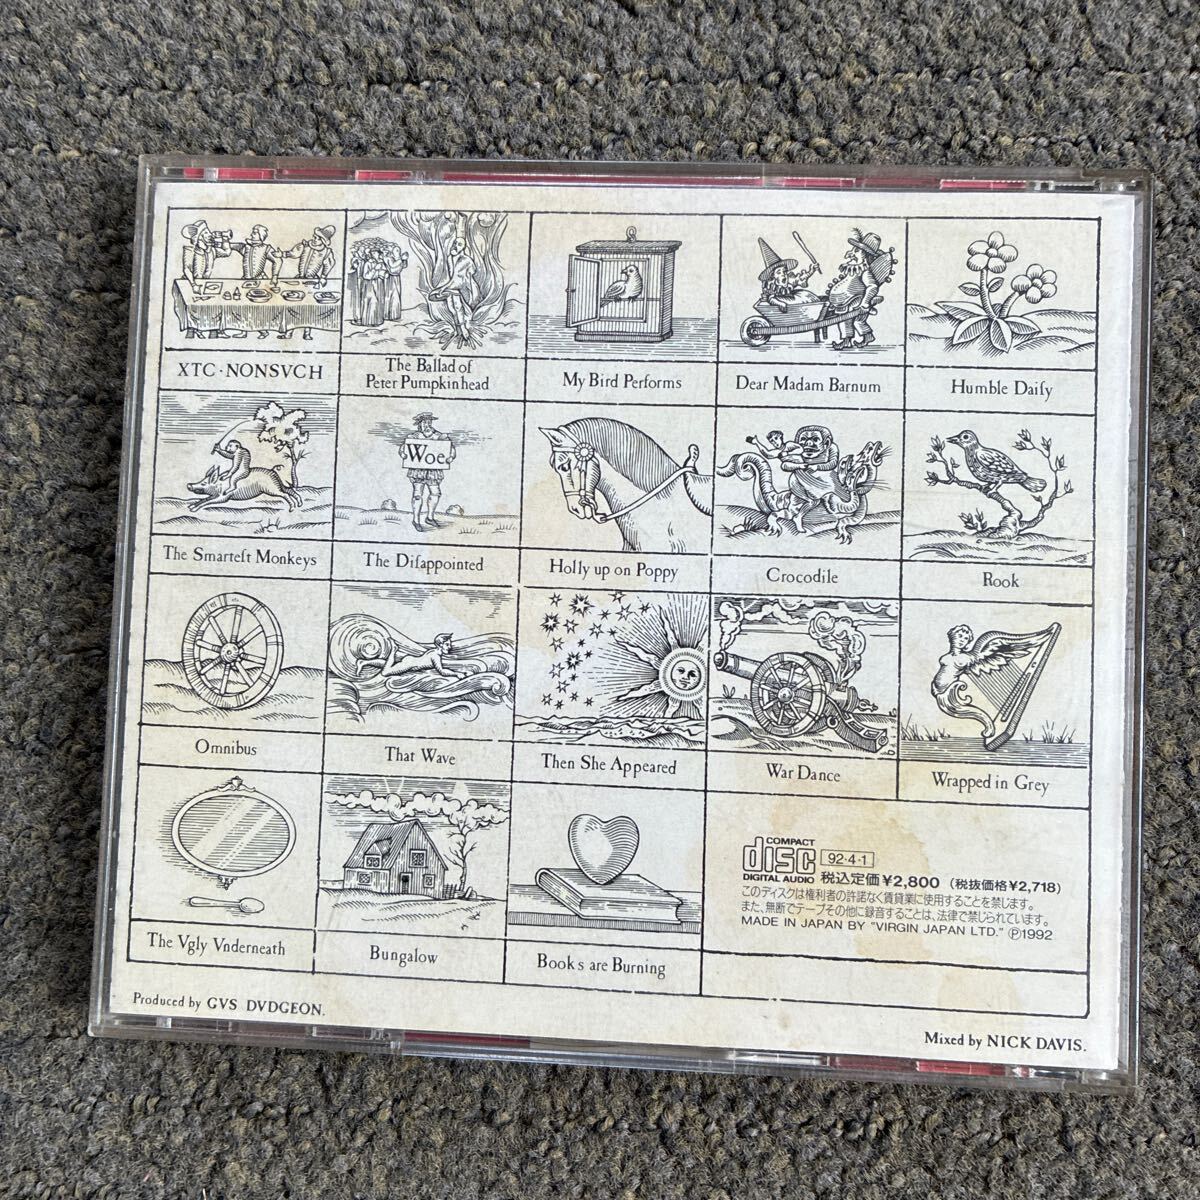 XTC · NONSVCH
The Ballad of
Peter Pumpkinhead
My Bird Performs
Dear Madam Barnum
Humble Daiſy
Woe
The Smarteſt Monkeys
The Diſappointed
Holly up on Poppy
Crocodile
Rook
Omnibus
That Wave
Then She Appeared
War Dance
Wrapped in Grey
The Vgly Vnderneath
Bungalow
Books are Burning
COMPACT
disc
DIGITAL AUDIO
92·4·1
税込定価¥2,800 (税抜価格¥2,718)
このディスクは権利者の許諾なく賃貸業に使用することを禁じます。
また、無断でテープその他に録音することは、法律で禁じられています。
MADE IN JAPAN BY "VIRGIN JAPAN LTD." Ⓟ1992
Produced by GVS DVDGEON.
Mixed by NICK DAVIS.